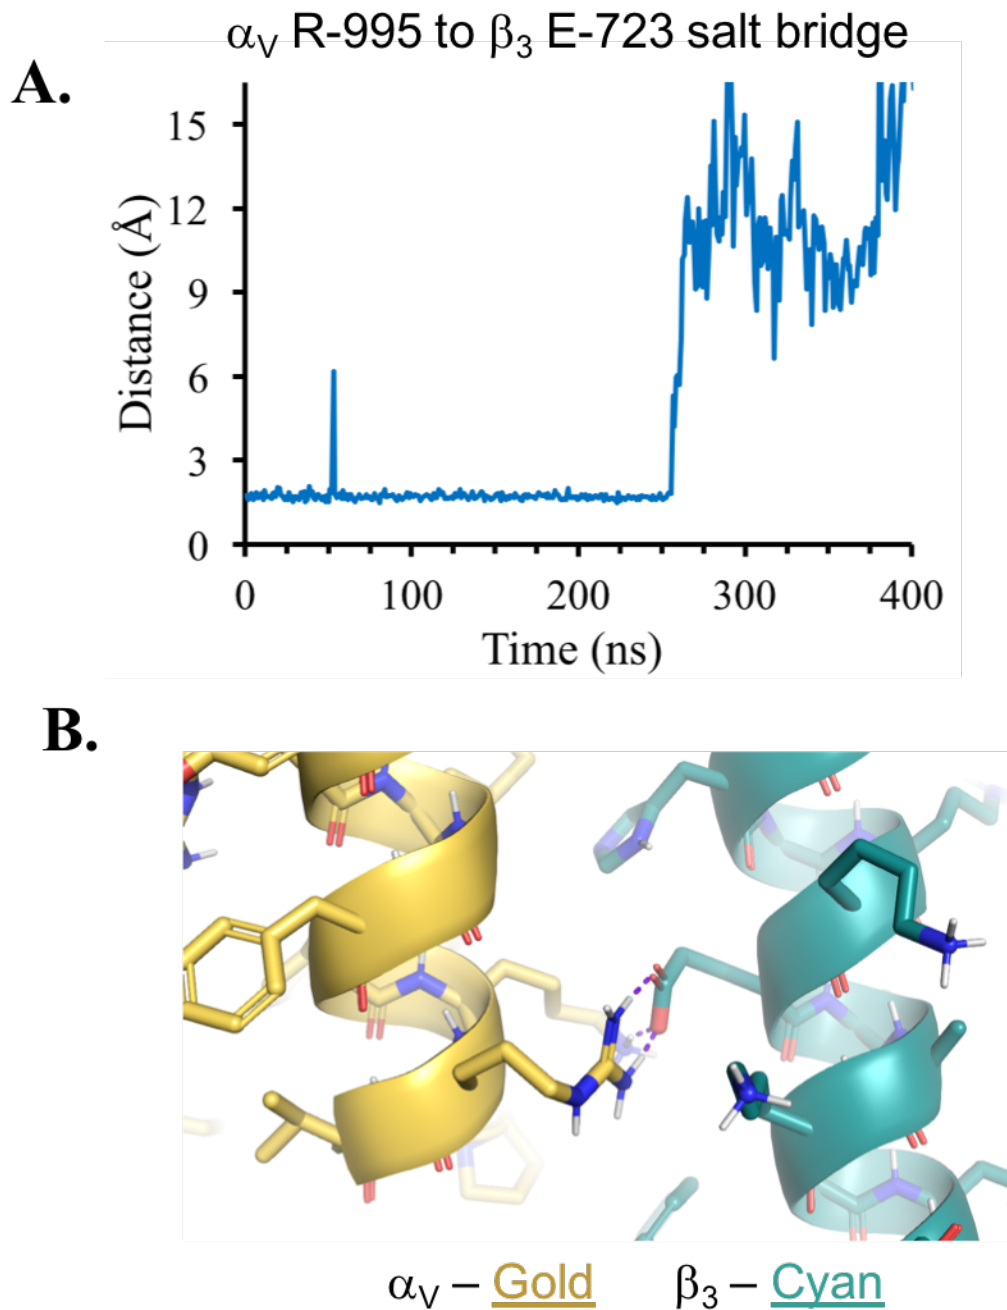 αV R-995 to β3 E-723 salt bridge
A.
15
12
9
6
3
0
Distance (Å)
0 100 200 300 400
Time (ns)
B.
αV – Gold β3 – Cyan